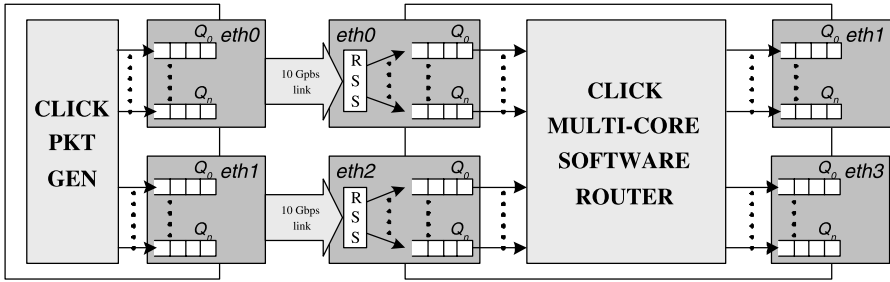 Q0 eth0
Qn
CLICK
PKT
GEN
Q0 eth1
Qn
10 Gpbs
link
10 Gbps
link
eth0
R
S
S
Q0
Qn
eth2
R
S
S
Q0
Qn
CLICK
MULTI-CORE
SOFTWARE
ROUTER
Q0 eth1
Qn
Q0 eth3
Qn